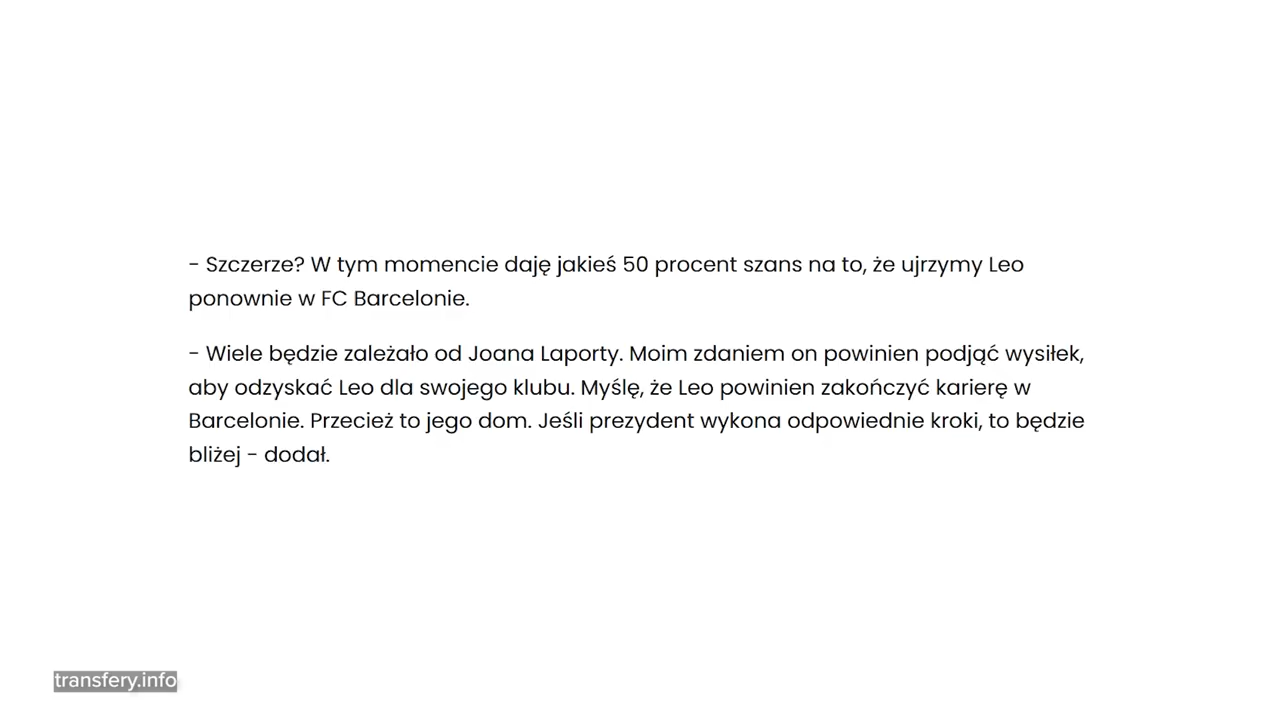 - Szczerze? W tym momencie daję jakieś 50 procent szans na to, że ujrzymy Leo
ponownie w FC Barcelonie.
- Wiele będzie zależało od Joana Laporty. Moim zdaniem on powinien podjąć wysiłek,
aby odzyskać Leo dla swojego klubu. Myślę, że Leo powinien zakończyć karierę w
Barcelonie. Przecież to jego dom. Jeśli prezydent wykona odpowiednie kroki, to będzie
bliżej - dodał.
transfery.info